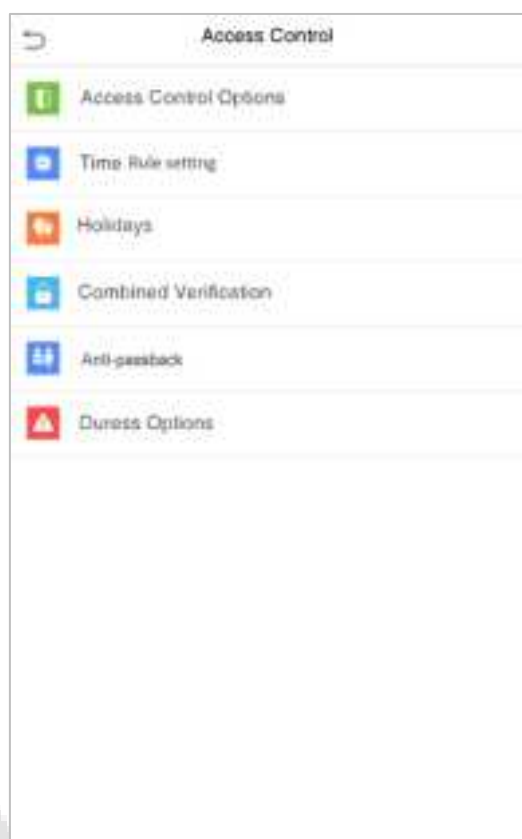 Access Control
Access Control Options
Time Rule setting
Holidays
Combined Verification
Anti-passback
Duress Options